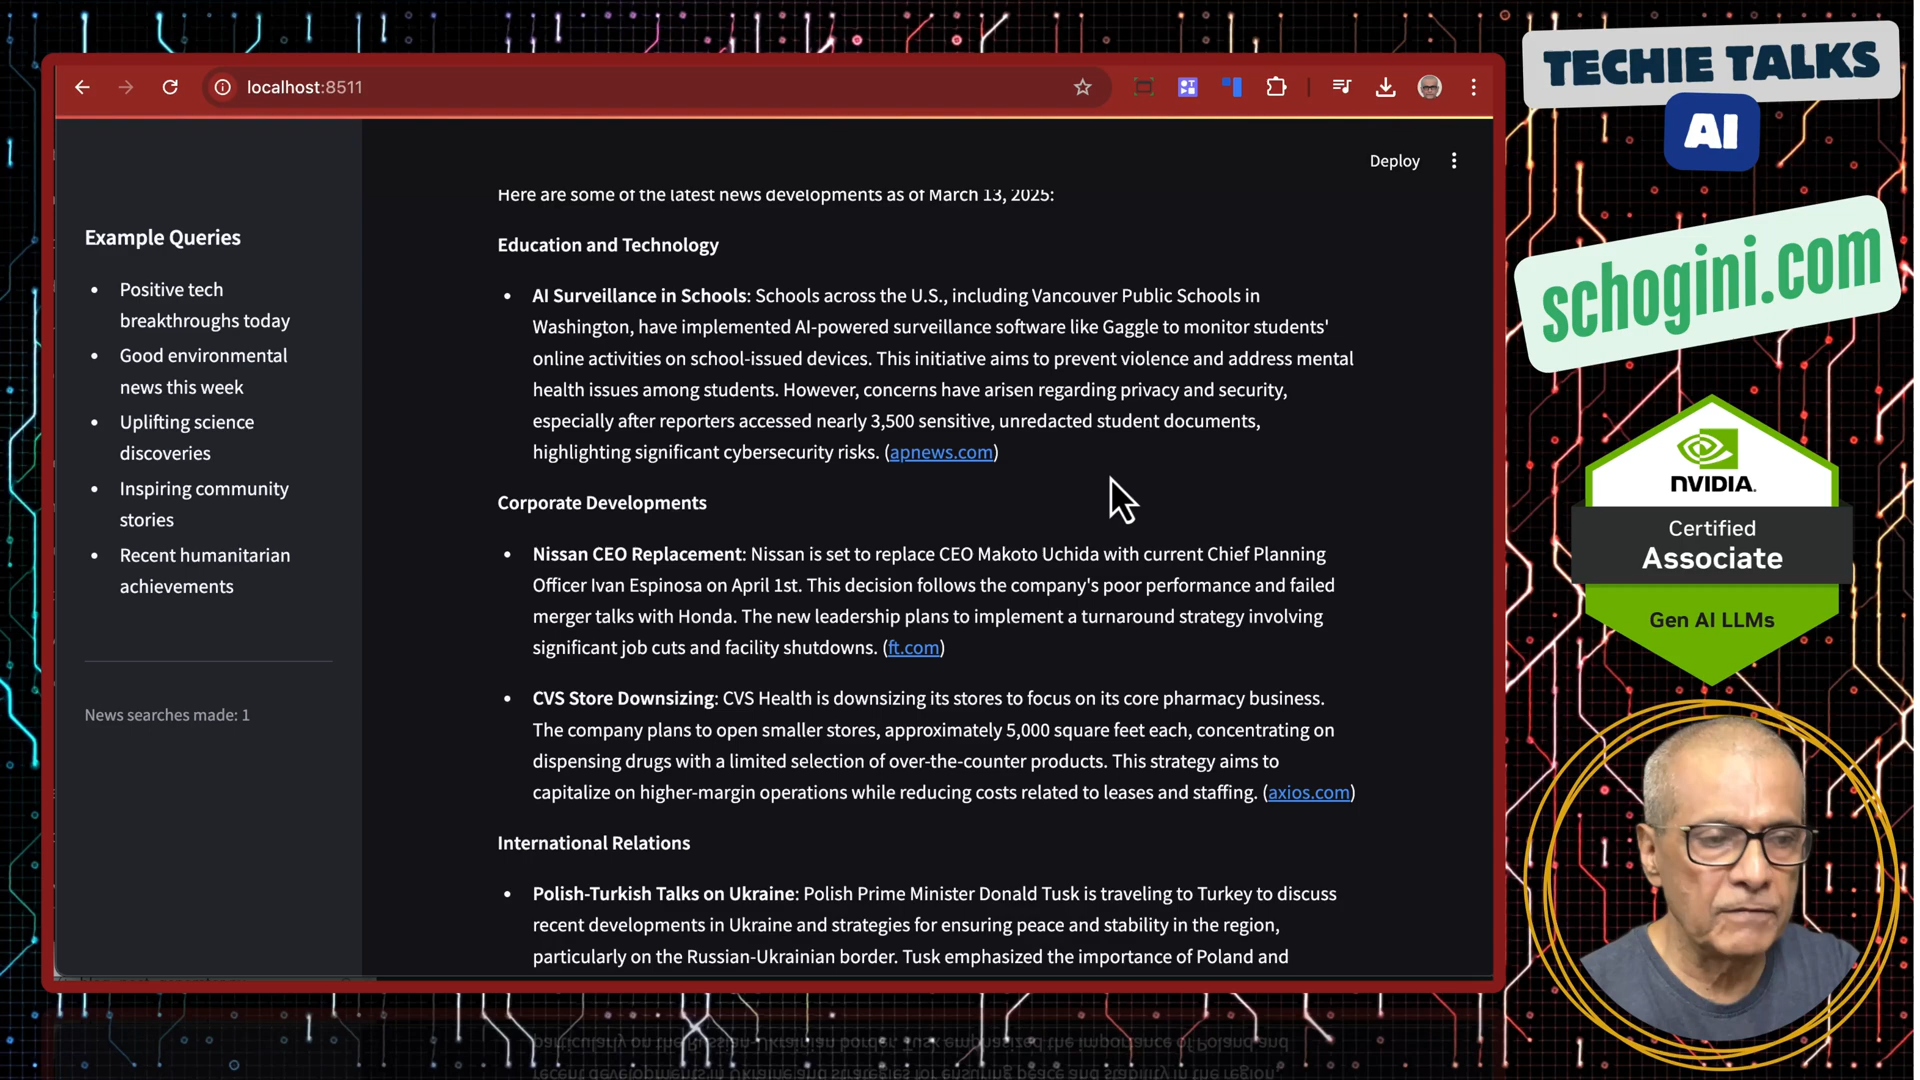 localhost:8511
Deploy
Example Queries
Positive tech
breakthroughs today
Good environmental
news this week
Uplifting science
discoveries
Inspiring community
stories
Recent humanitarian
achievements
News searches made: 1
Here are some of the latest news developments as of March 13, 2025:
Education and Technology
AI Surveillance in Schools: Schools across the U.S., including Vancouver Public Schools in
Washington, have implemented AI-powered surveillance software like Gaggle to monitor students'
online activities on school-issued devices. This initiative aims to prevent violence and address mental
health issues among students. However, concerns have arisen regarding privacy and security,
especially after reporters accessed nearly 3,500 sensitive, unredacted student documents,
highlighting significant cybersecurity risks. (apnews.com)
Corporate Developments
Nissan CEO Replacement: Nissan is set to replace CEO Makoto Uchida with current Chief Planning
Officer Ivan Espinosa on April 1st. This decision follows the company's poor performance and failed
merger talks with Honda. The new leadership plans to implement a turnaround strategy involving
significant job cuts and facility shutdowns. (ft.com)
CVS Store Downsizing: CVS Health is downsizing its stores to focus on its core pharmacy business.
The company plans to open smaller stores, approximately 5,000 square feet each, concentrating on
dispensing drugs with a limited selection of over-the-counter products. This strategy aims to
capitalize on higher-margin operations while reducing costs related to leases and staffing. (axios.com)
International Relations
Polish-Turkish Talks on Ukraine: Polish Prime Minister Donald Tusk is traveling to Turkey to discuss
recent developments in Ukraine and strategies for ensuring peace and stability in the region,
particularly on the Russian-Ukrainian border. Tusk emphasized the importance of Poland and
TECHIE TALKS
AI
schogini.com
NVIDIA.
Certified
Associate
Gen AI LLMs